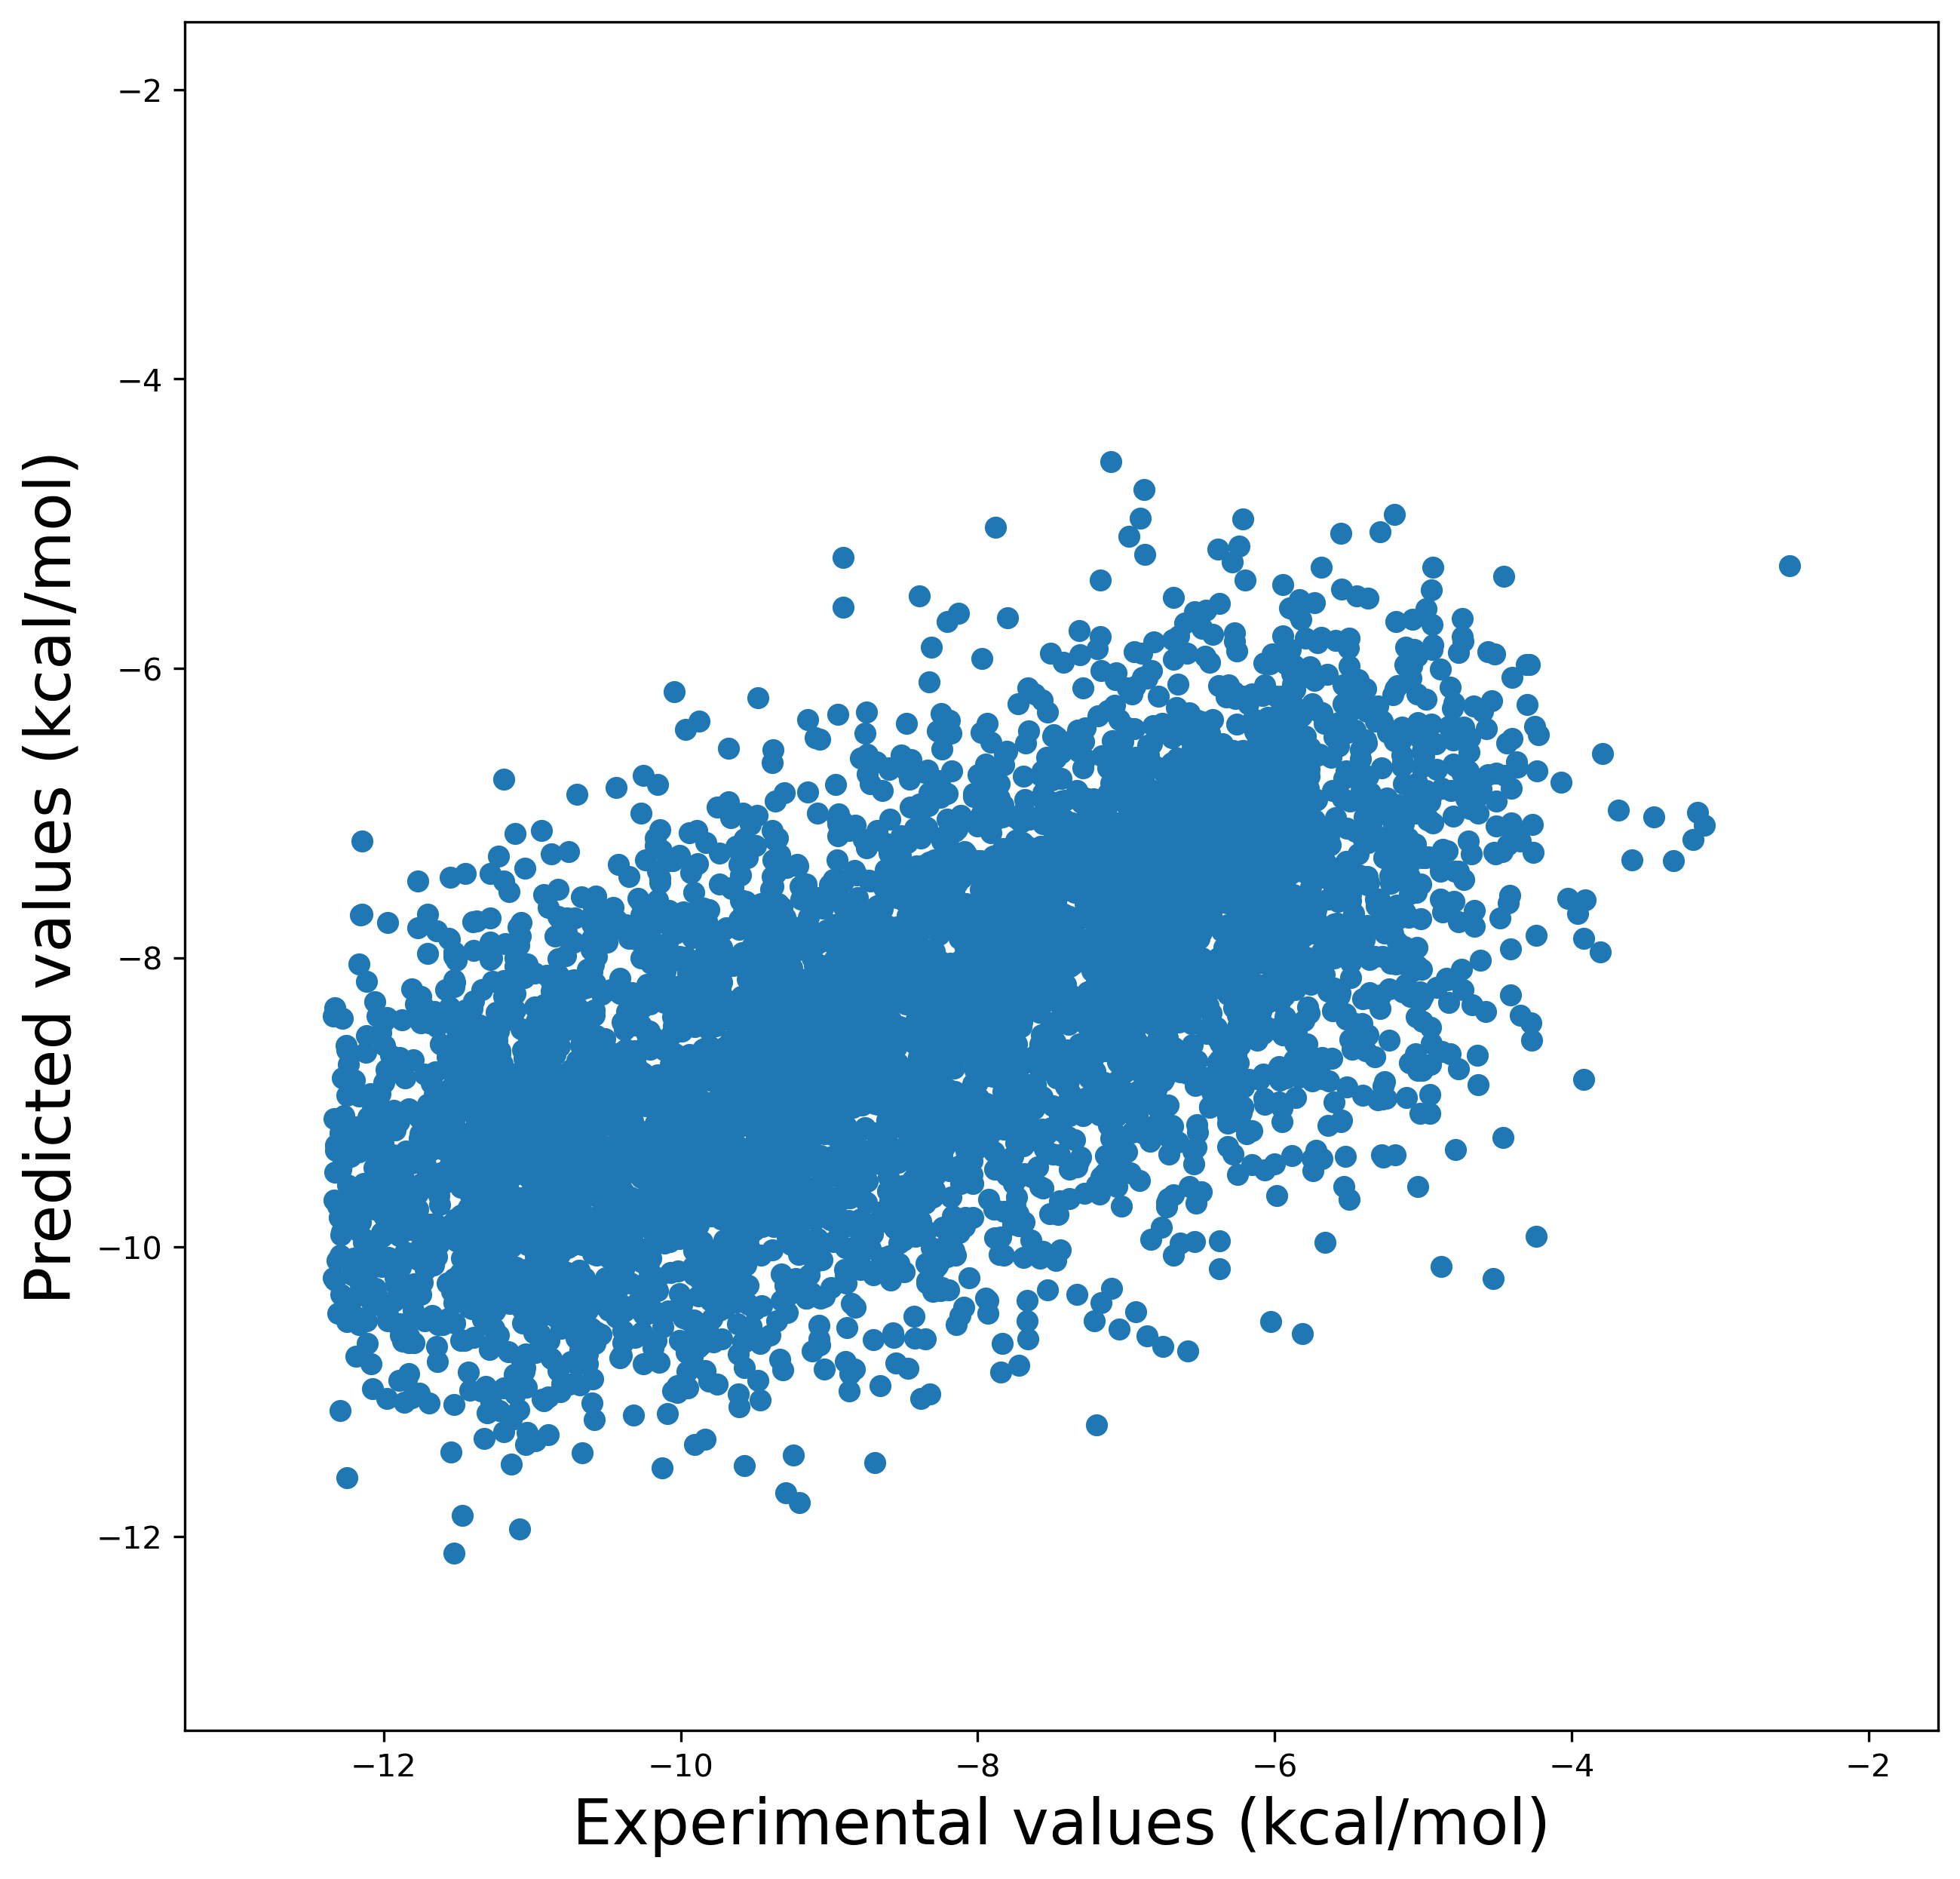 Predicted values (kcal/mol)
−2
−4
−6
−8
−10
−12
−12 −10 −8 −6 −4 −2
Experimental values (kcal/mol)